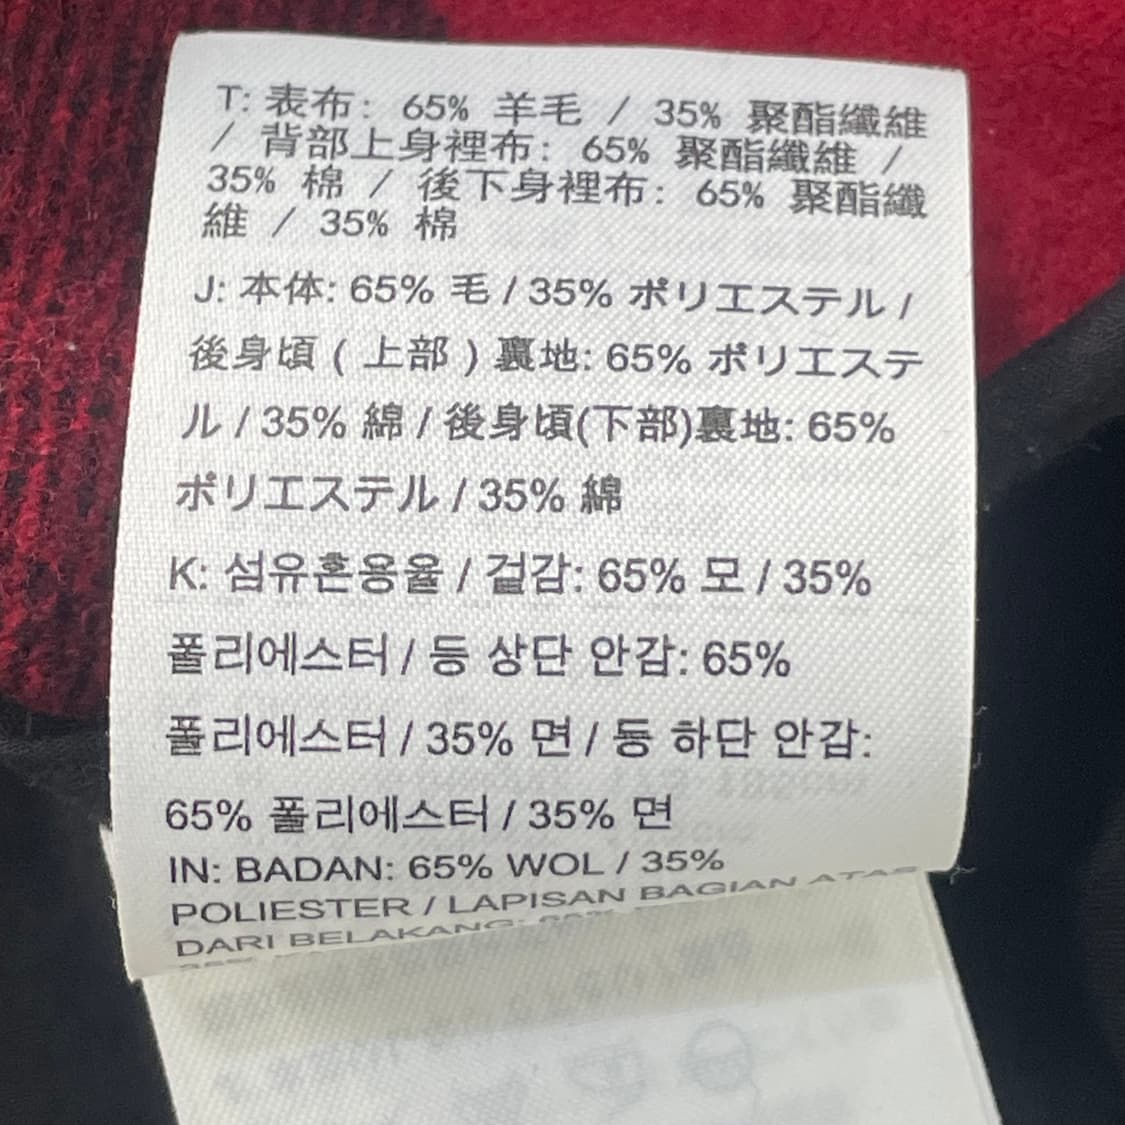 T: 表布: 65% 羊毛 / 35% 聚酯纖維
/ 背部上身裡布: 65% 聚酯纖維 /
35% 棉 / 後下身裡布: 65% 聚酯纖
維 / 35% 棉
J: 本体: 65% 毛 / 35% ポリエステル /
後身頃 ( 上部 ) 裏地: 65% ポリエステ
ル / 35% 綿 / 後身頃(下部)裏地: 65%
ポリエステル / 35% 綿
K: 섬유혼용율 / 겉감: 65% 모 / 35%
폴리에스터 / 등 상단 안감: 65%
폴리에스터 / 35% 면 / 등 하단 안감:
65% 폴리에스터 / 35% 면
IN: BADAN: 65% WOL / 35%
POLIESTER / LAPISAN BAGIAN ATAS
DARI BELAKANG: